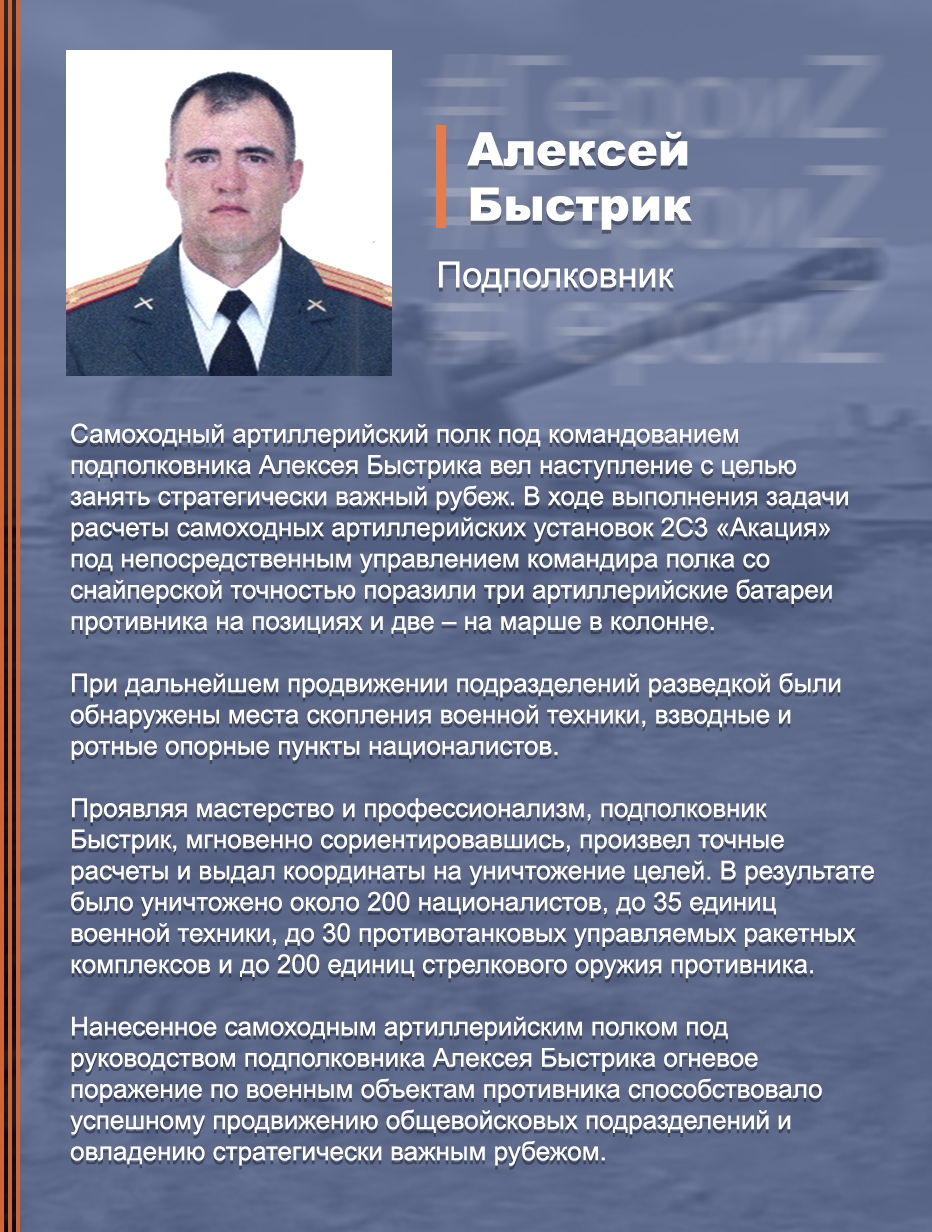 #ГероиZ
Алексей
#ГероиZ
Быстрик
Подполковник
#ГероиZ
Самоходный артиллерийский полк под командованием
подполковника Алексея Быстрика вел наступление с целью
занять стратегически важный рубеж. В ходе выполнения задачи
расчеты самоходных артиллерийских установок 2С3 «Акация»
под непосредственным управлением командира полка со
снайперской точностью поразили три артиллерийские батареи
противника на позициях и две – на марше в колонне.
При дальнейшем продвижении подразделений разведкой были
обнаружены места скопления военной техники, взводные и
ротные опорные пункты националистов.
Проявляя мастерство и профессионализм, подполковник
Быстрик, мгновенно сориентировавшись, произвел точные
расчеты и выдал координаты на уничтожение целей. В результате
было уничтожено около 200 националистов, до 35 единиц
военной техники, до 30 противотанковых управляемых ракетных
комплексов и до 200 единиц стрелкового оружия противника.
Нанесенное самоходным артиллерийским полком под
руководством подполковника Алексея Быстрика огневое
поражение по военным объектам противника способствовало
успешному продвижению общевойсковых подразделений и
овладению стратегически важным рубежом.